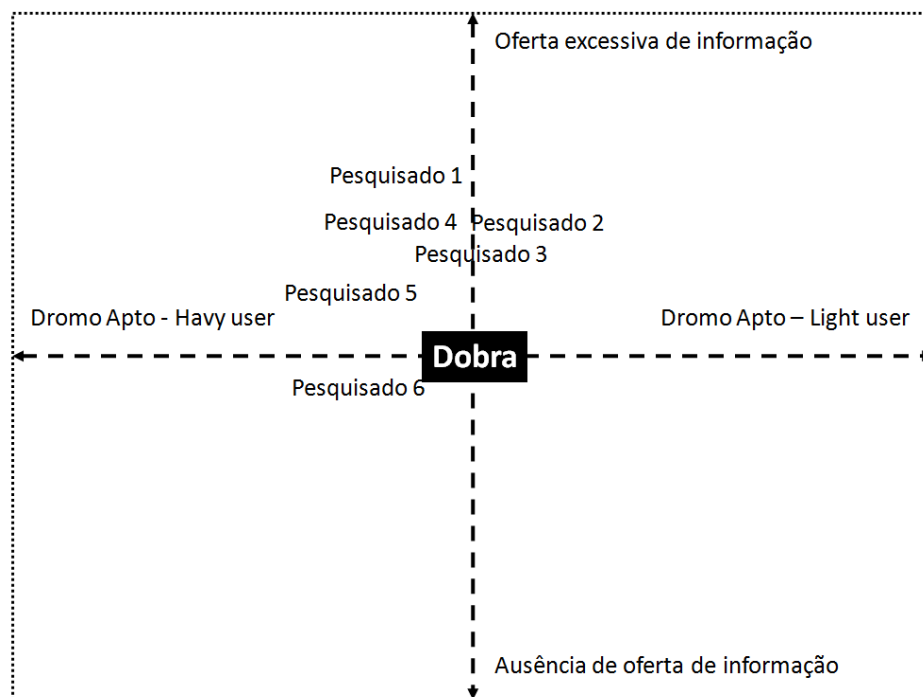 Oferta excessiva de informação
Pesquisado 1
Pesquisado 4
Pesquisado 2
Pesquisado 3
Pesquisado 5
Dromo Apto - Havy user
Dromo Apto – Light user
Dobra
Pesquisado 6
Ausência de oferta de informação